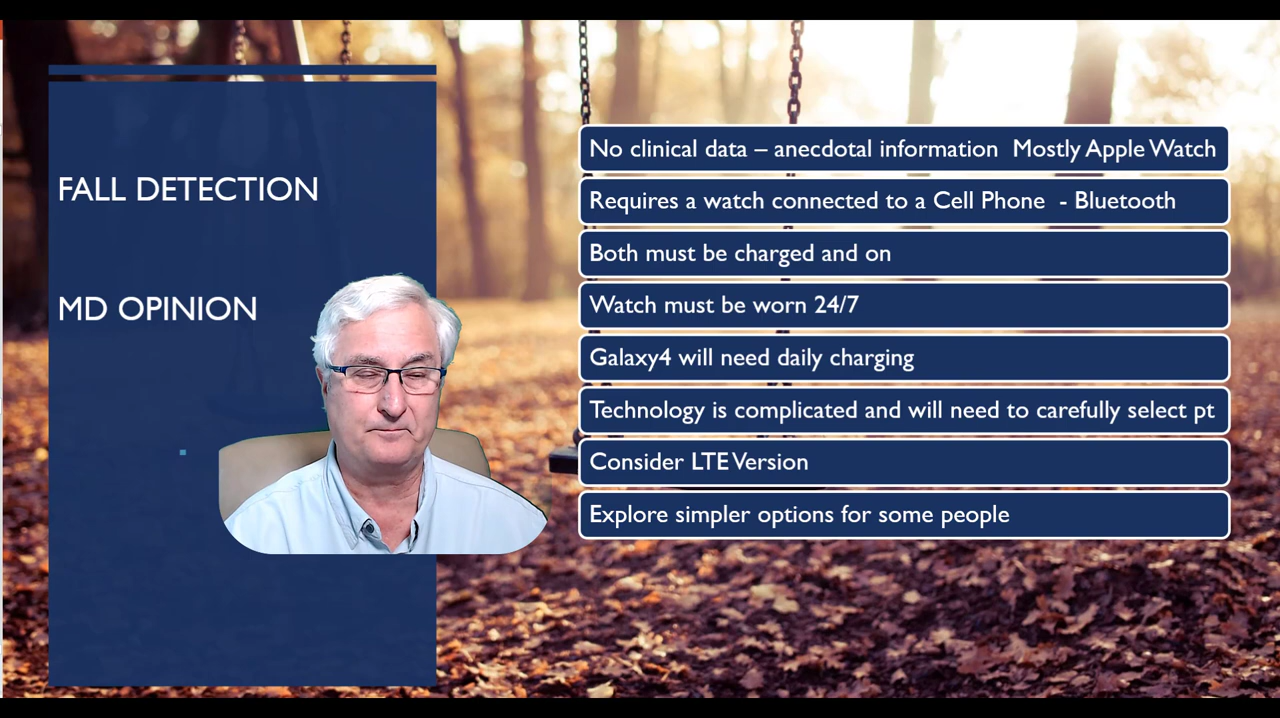 FALL DETECTION
MD OPINION
No clinical data – anecdotal information  Mostly Apple Watch
Requires a watch connected to a Cell Phone  - Bluetooth
Both must be charged and on
Watch must be worn 24/7
Galaxy4 will need daily charging
Technology is complicated and will need to carefully select pt
Consider LTE Version
Explore simpler options for some people